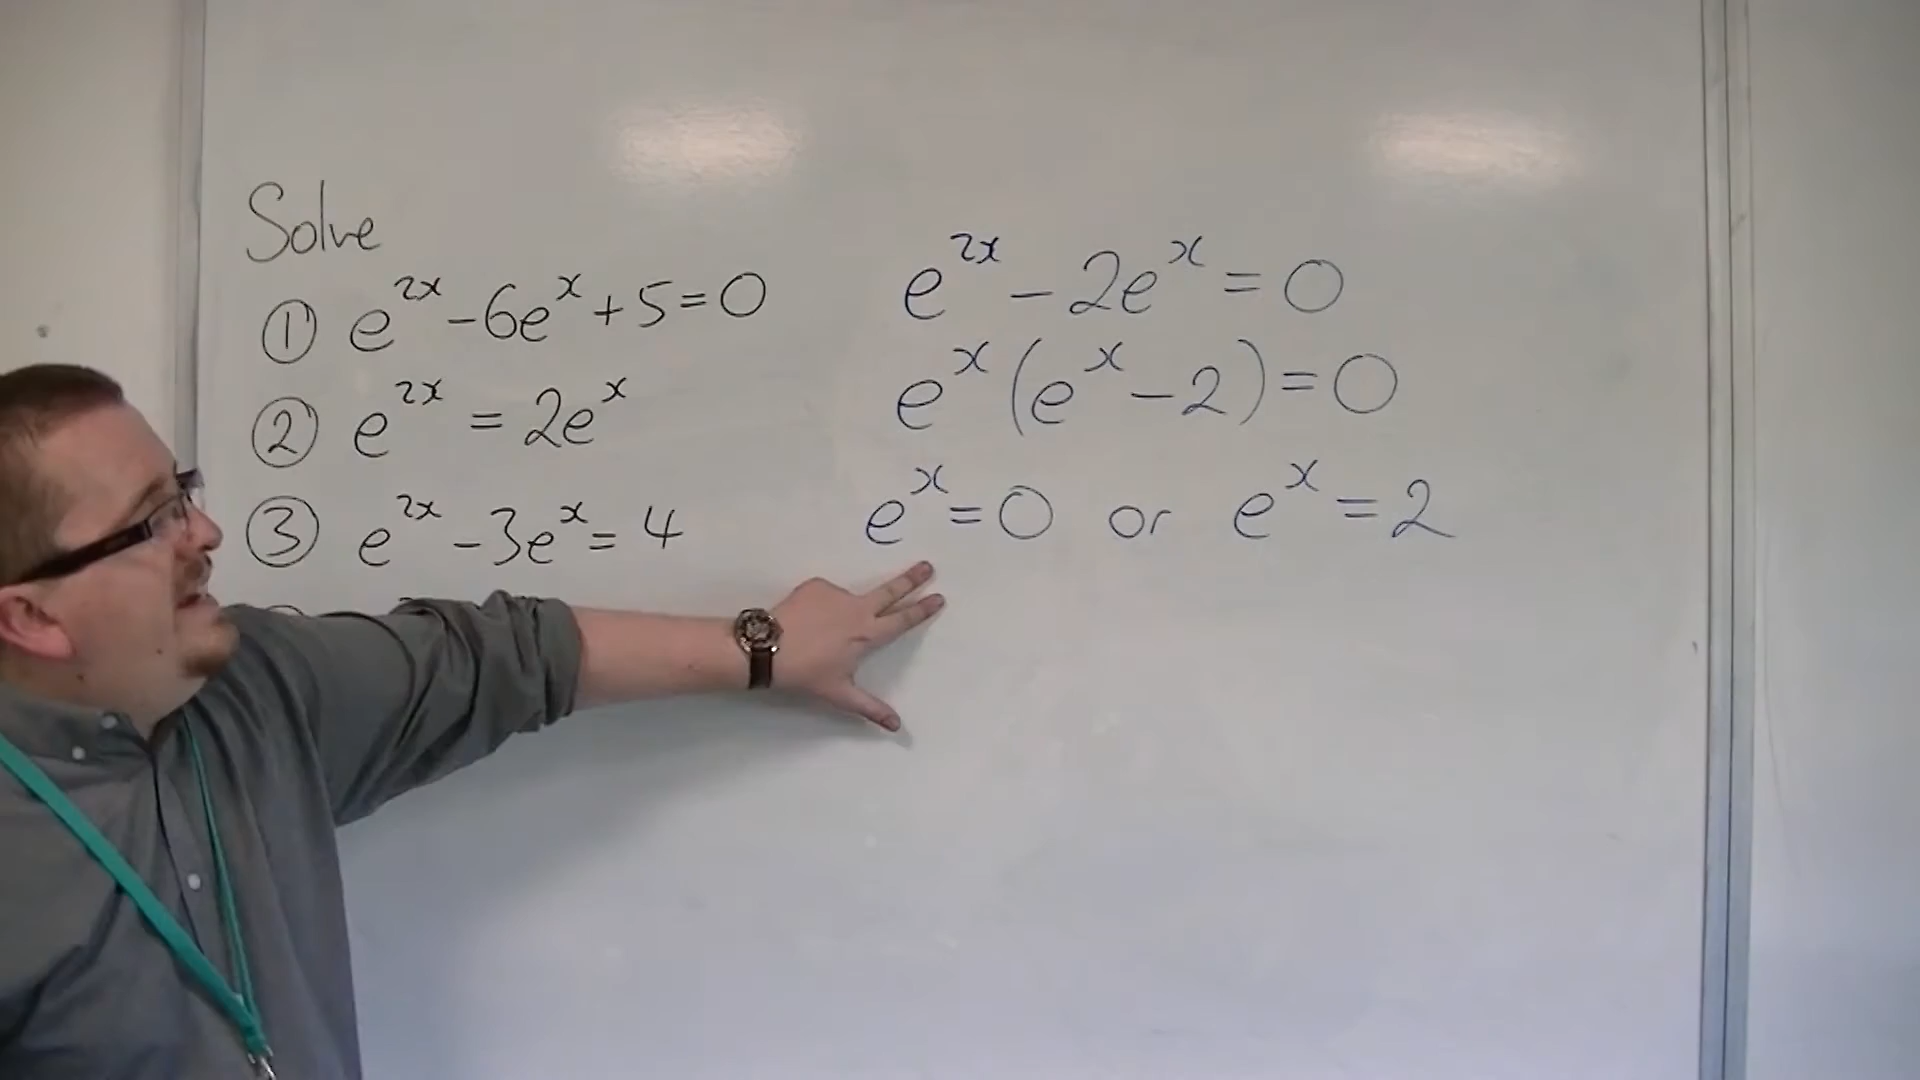 Solve
① e^{2x} - 6e^x + 5 = 0
② e^{2x} = 2e^x
③ e^{2x} - 3e^x = 4
e^{2x} - 2e^x = 0
e^x (e^x - 2) = 0
e^x = 0 or e^x = 2